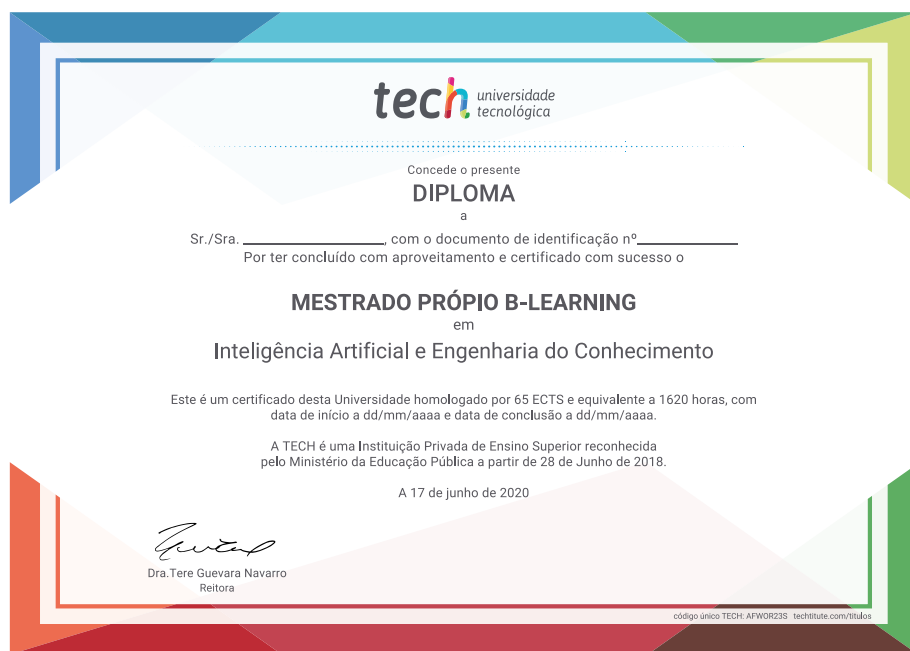 tech universidade
tecnológica
Concede o presente
DIPLOMA
a
Sr./Sra. ________________, com o documento de identificação nº____________
Por ter concluído com aproveitamento e certificado com sucesso o
MESTRADO PRÓPIO B-LEARNING
em
Inteligência Artificial e Engenharia do Conhecimento
Este é um certificado desta Universidade homologado por 65 ECTS e equivalente a 1620 horas, com
data de início a dd/mm/aaaa e data de conclusão a dd/mm/aaaa.
A TECH é uma Instituição Privada de Ensino Superior reconhecida
pelo Ministério da Educação Pública a partir de 28 de Junho de 2018.
A 17 de junho de 2020
Dra.Tere Guevara Navarro
Reitora
código único TECH: AFWOR23S techtitute.com/titulos